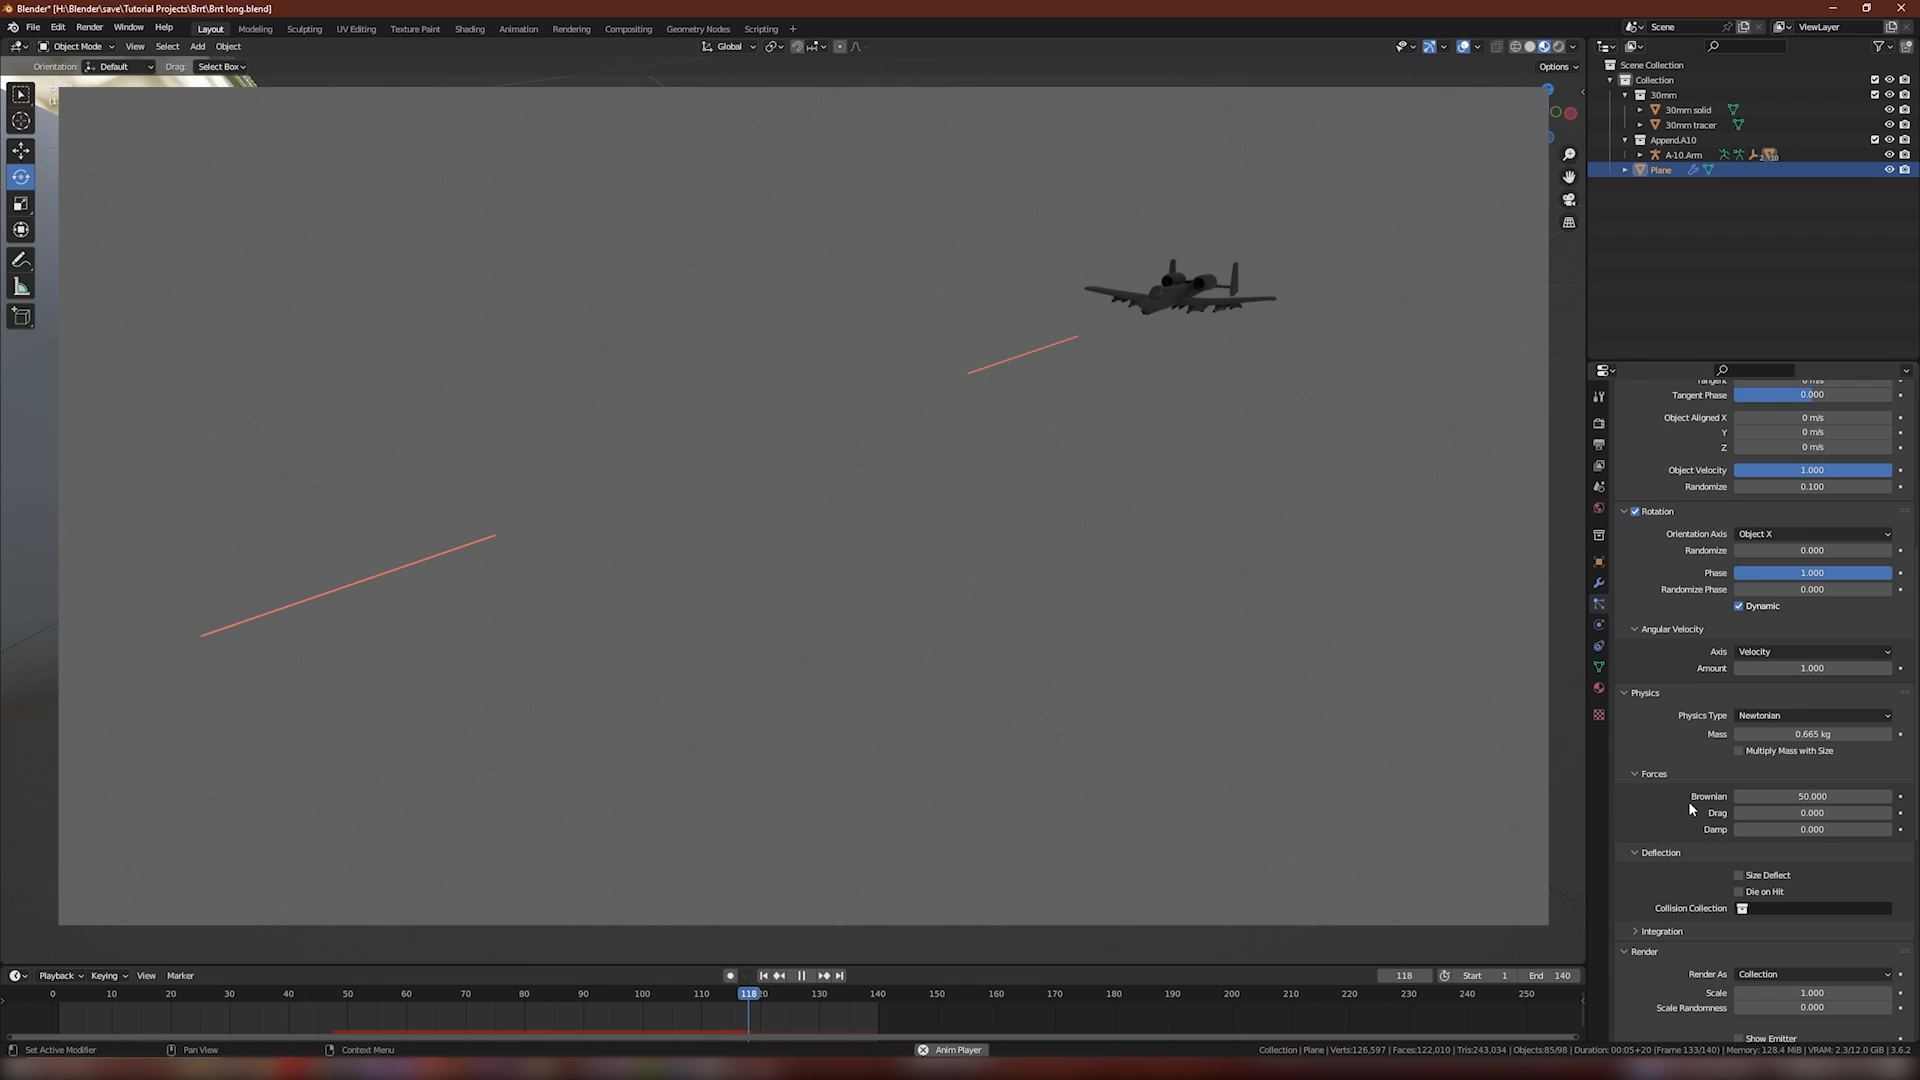 Blender* [H:\Blender\save\Tutorial Projects\Brrt\Brrt long.blend]
File Edit Render Window Help Layout Modeling Sculpting UV Editing Texture Paint Shading Animation Rendering Compositing Geometry Nodes Scripting +
Scene ViewLayer
Object Mode View Select Add Object Global
Orientation: Default Drag: Select Box Options
Scene Collection
Collection
30mm
30mm solid
30mm tracer
Append.A10
A-10.Arm
Plane
Tangent 0 m/s
Tangent Phase 0.000
Object Aligned X 0 m/s
Y 0 m/s
Z 0 m/s
Object Velocity 1.000
Randomize 0.100
Rotation
Orientation Axis Object X
Randomize 0.000
Phase 1.000
Randomize Phase 0.000
Dynamic
Angular Velocity
Axis Velocity
Amount 1.000
Physics
Physics Type Newtonian
Mass 0.665 kg
Multiply Mass with Size
Forces
Brownian 50.000
Drag 0.000
Damp 0.000
Deflection
Size Deflect
Die on Hit
Collision Collection
Integration
Render
Render As Collection
Scale 1.000
Scale Randomness 0.000
Show Emitter
Playback Keying View Marker 118 Start 1 End 140
0 10 20 30 40 50 60 70 80 90 100 110 118 130 140 150 160 170 180 190 200 210 220 230 240 250
Set Active Modifier Pan View Context Menu Anim Player Collection | Plane | Verts:126,597 | Faces:122,010 | Tris:243,034 | Objects:85/98 | Duration: 00:05+20 (Frame 133/140) | Memory: 128.4 MiB | VRAM: 2.3/12.0 GiB | 3.6.2